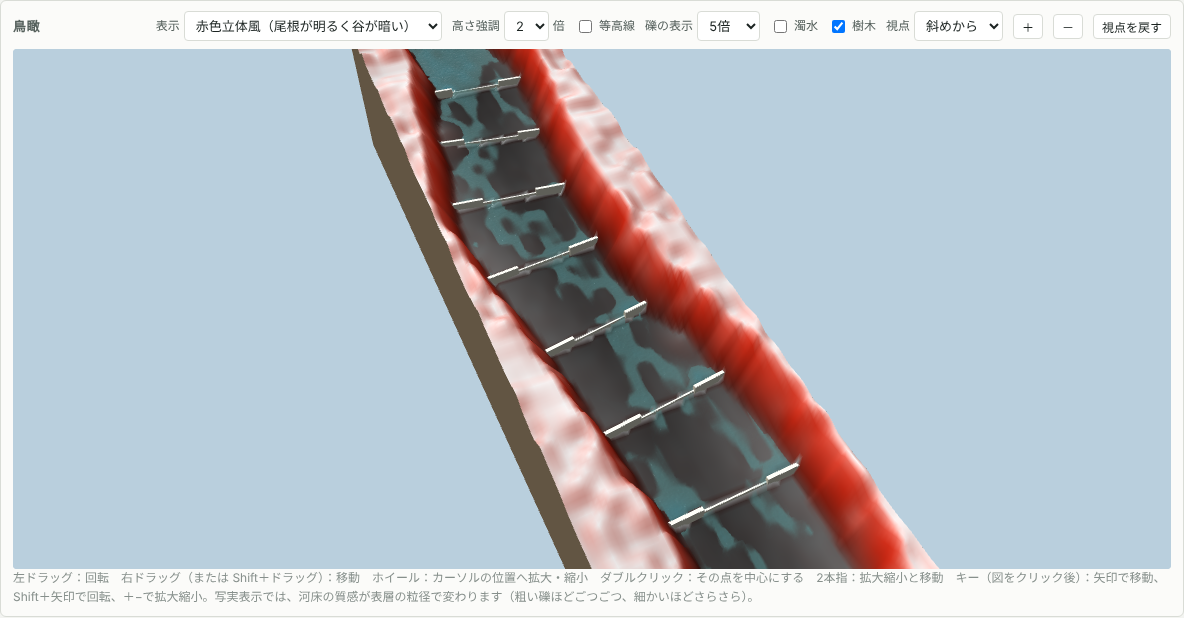 鳥瞰 表示 赤色立体風（尾根が明るく谷が暗い） 高さ強調 2 倍 等高線 礫の表示 5倍 濁水 樹木 視点 斜めから ＋ － 視点を戻す
左ドラッグ：回転　右ドラッグ（または Shift＋ドラッグ）：移動　ホイール：カーソルの位置へ拡大・縮小　ダブルクリック：その点を中心にする　2本指：拡大縮小と移動　キー（図をクリック後）：矢印で移動、
Shift＋矢印で回転、＋−で拡大縮小。写実表示では、河床の質感が表層の粒径で変わります（粗い礫ほどごつごつ、細かいほどさらさら）。